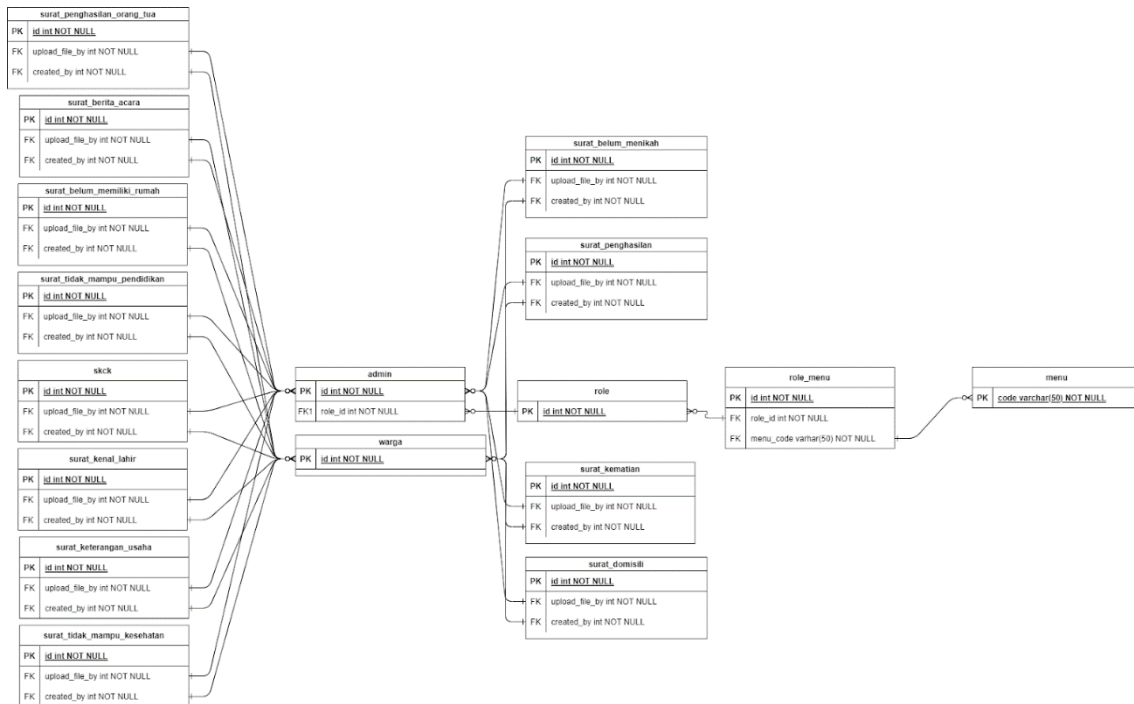 surat_penghasilan_orang_tua
PK id int NOT NULL
FK upload_file_by int NOT NULL
FK created_by int NOT NULL
surat_berita_acara
PK id int NOT NULL
FK upload_file_by int NOT NULL
FK created_by int NOT NULL
surat_belum_memiliki_rumah
PK id int NOT NULL
FK upload_file_by int NOT NULL
FK created_by int NOT NULL
surat_tidak_mampu_pendidikan
PK id int NOT NULL
FK upload_file_by int NOT NULL
FK created_by int NOT NULL
skck
PK id int NOT NULL
FK upload_file_by int NOT NULL
FK created_by int NOT NULL
surat_kenal_lahir
PK id int NOT NULL
FK upload_file_by int NOT NULL
FK created_by int NOT NULL
surat_keterangan_usaha
PK id int NOT NULL
FK upload_file_by int NOT NULL
FK created_by int NOT NULL
surat_tidak_mampu_kesehatan
PK id int NOT NULL
FK upload_file_by int NOT NULL
FK created_by int NOT NULL
admin
PK id int NOT NULL
FK1 role_id int NOT NULL
warga
PK id int NOT NULL
surat_belum_menikah
PK id int NOT NULL
FK upload_file_by int NOT NULL
FK created_by int NOT NULL
surat_penghasilan
PK id int NOT NULL
FK upload_file_by int NOT NULL
FK created_by int NOT NULL
role
PK id int NOT NULL
surat_kematian
PK id int NOT NULL
FK upload_file_by int NOT NULL
FK created_by int NOT NULL
surat_domisili
PK id int NOT NULL
FK upload_file_by int NOT NULL
FK created_by int NOT NULL
role_menu
PK id int NOT NULL
FK role_id int NOT NULL
FK menu_code varhar(50) NOT NULL
menu
PK code varchar(50) NOT NULL